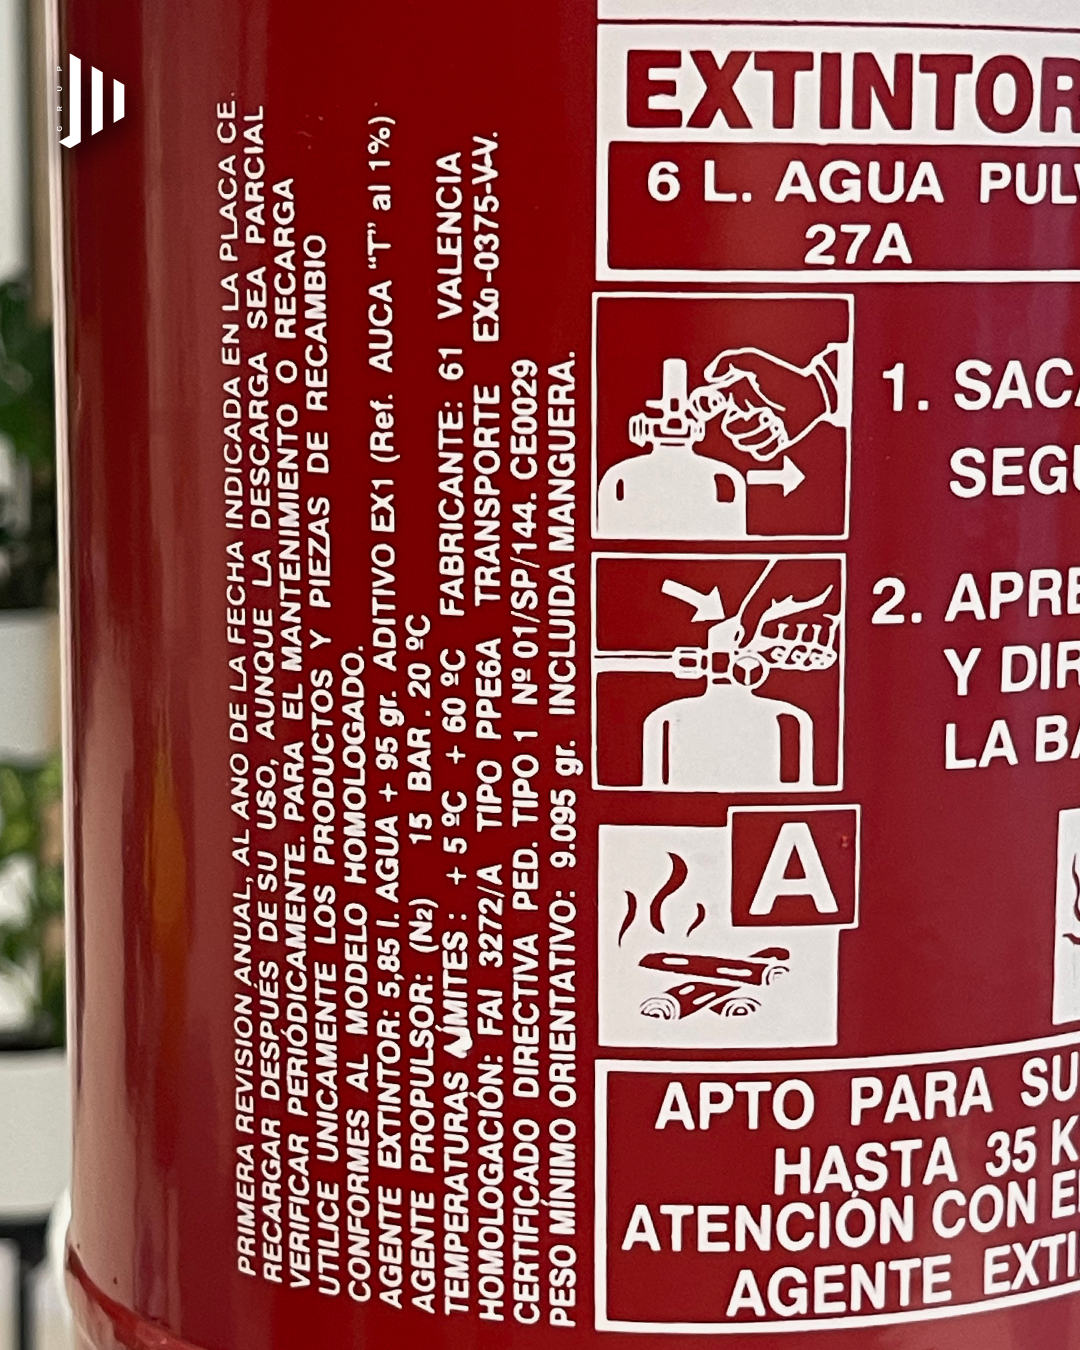 GRUP
PRIMERA REVISIÓN ANUAL, AL AÑO DE LA FECHA INDICADA EN LA PLACA CE.
RECARGAR DESPUÉS DE SU USO, AUNQUE LA DESCARGA SEA PARCIAL
VERIFICAR PERIÓDICAMENTE. PARA EL MANTENIMIENTO O RECARGA
UTILICE UNICAMENTE LOS PRODUCTOS Y PIEZAS DE RECAMBIO
CONFORMES AL MODELO HOMOLOGADO.
AGENTE EXTINTOR: 5,85 l. AGUA + 95 gr. ADITIVO EX1 (Ref. AUCA “T” al 1%)
AGENTE PROPULSOR: (N₂) 15 BAR . 20 ºC
TEMPERATURAS LÍMITES : + 5 ºC + 60 ºC FABRICANTE: 61 VALENCIA
HOMOLOGACIÓN: FAI 3272/A TIPO PPE6A TRANSPORTE EX₀-0375-V-V.
CERTIFICADO DIRECTIVA PED. TIPO 1 Nº 01/SP/144. CE0029
PESO MÍNIMO ORIENTATIVO: 9.095 gr. INCLUIDA MANGUERA.
EXTINTOR
6 L. AGUA PULV
27A
1. SACA
SEGU
2. APRE
Y DIR
LA BA
A
APTO PARA SU
HASTA 35 K
ATENCIÓN CON E
AGENTE EXTI